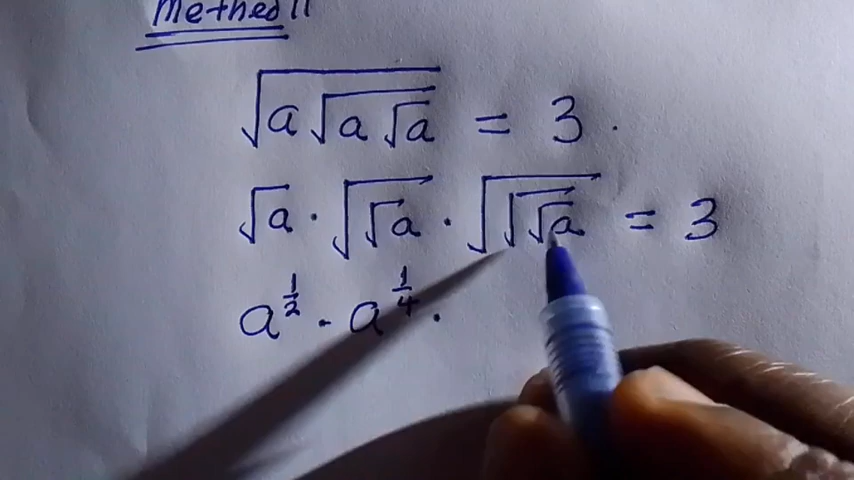 Method II
√(a√(a√a)) = 3.
√a · √(√a) · √(√(√a)) = 3
a^(1/2) · a^(1/4) ·